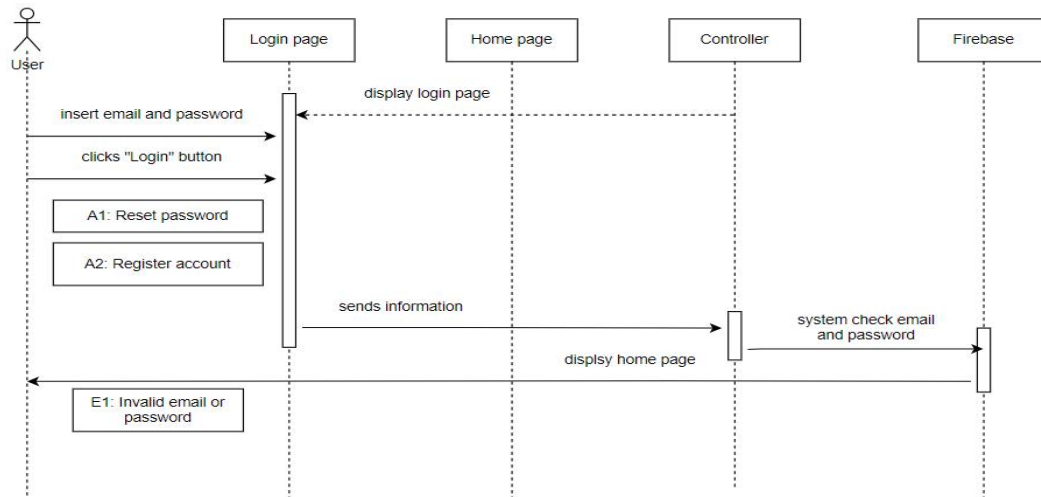 User
Login page
Home page
Controller
Firebase
display login page
insert email and password
clicks "Login" button
A1: Reset password
A2: Register account
sends information
system check email
and password
displsy home page
E1: Invalid email or
password